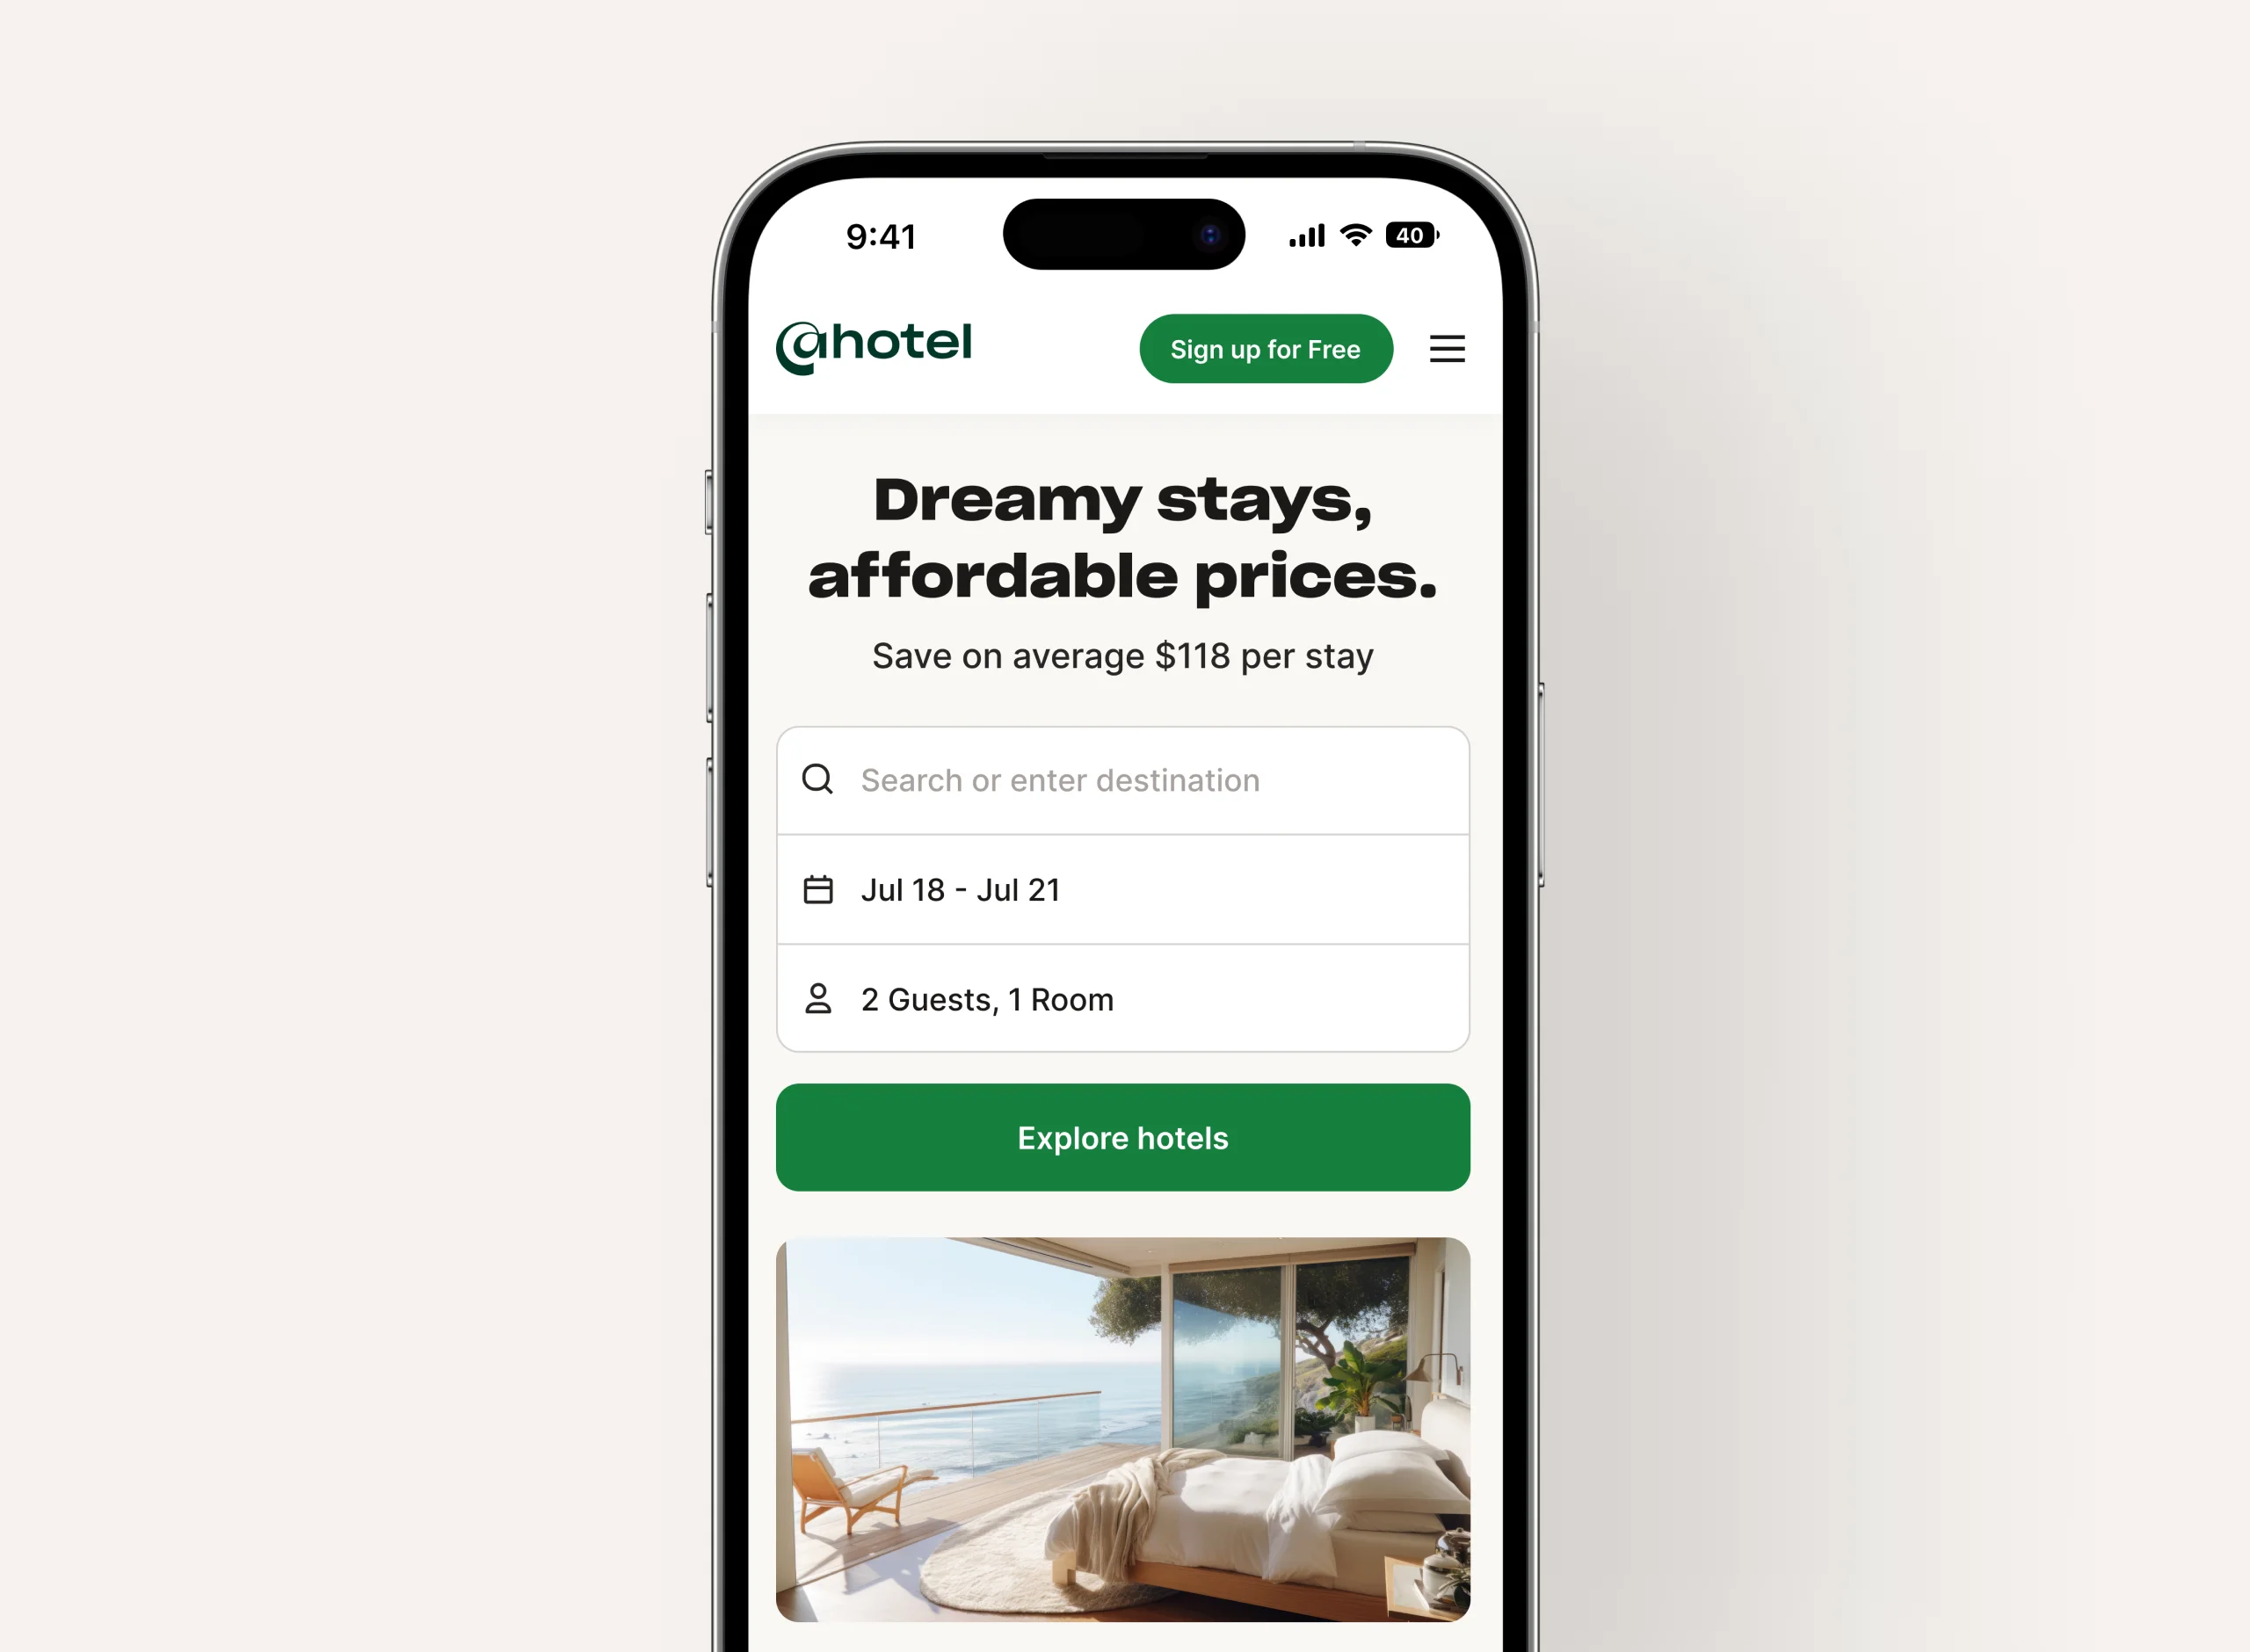 9:41
40
@hotel
Sign up for Free
Dreamy stays,
affordable prices.
Save on average $118 per stay
Search or enter destination
Jul 18 - Jul 21
2 Guests, 1 Room
Explore hotels